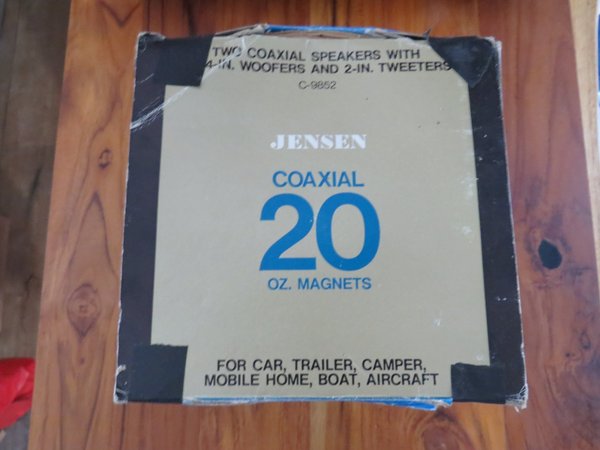 TWO COAXIAL SPEAKERS WITH
4-IN. WOOFERS AND 2-IN. TWEETERS
C-9852
JENSEN
COAXIAL
20
OZ. MAGNETS
FOR CAR, TRAILER, CAMPER,
MOBILE HOME, BOAT, AIRCRAFT